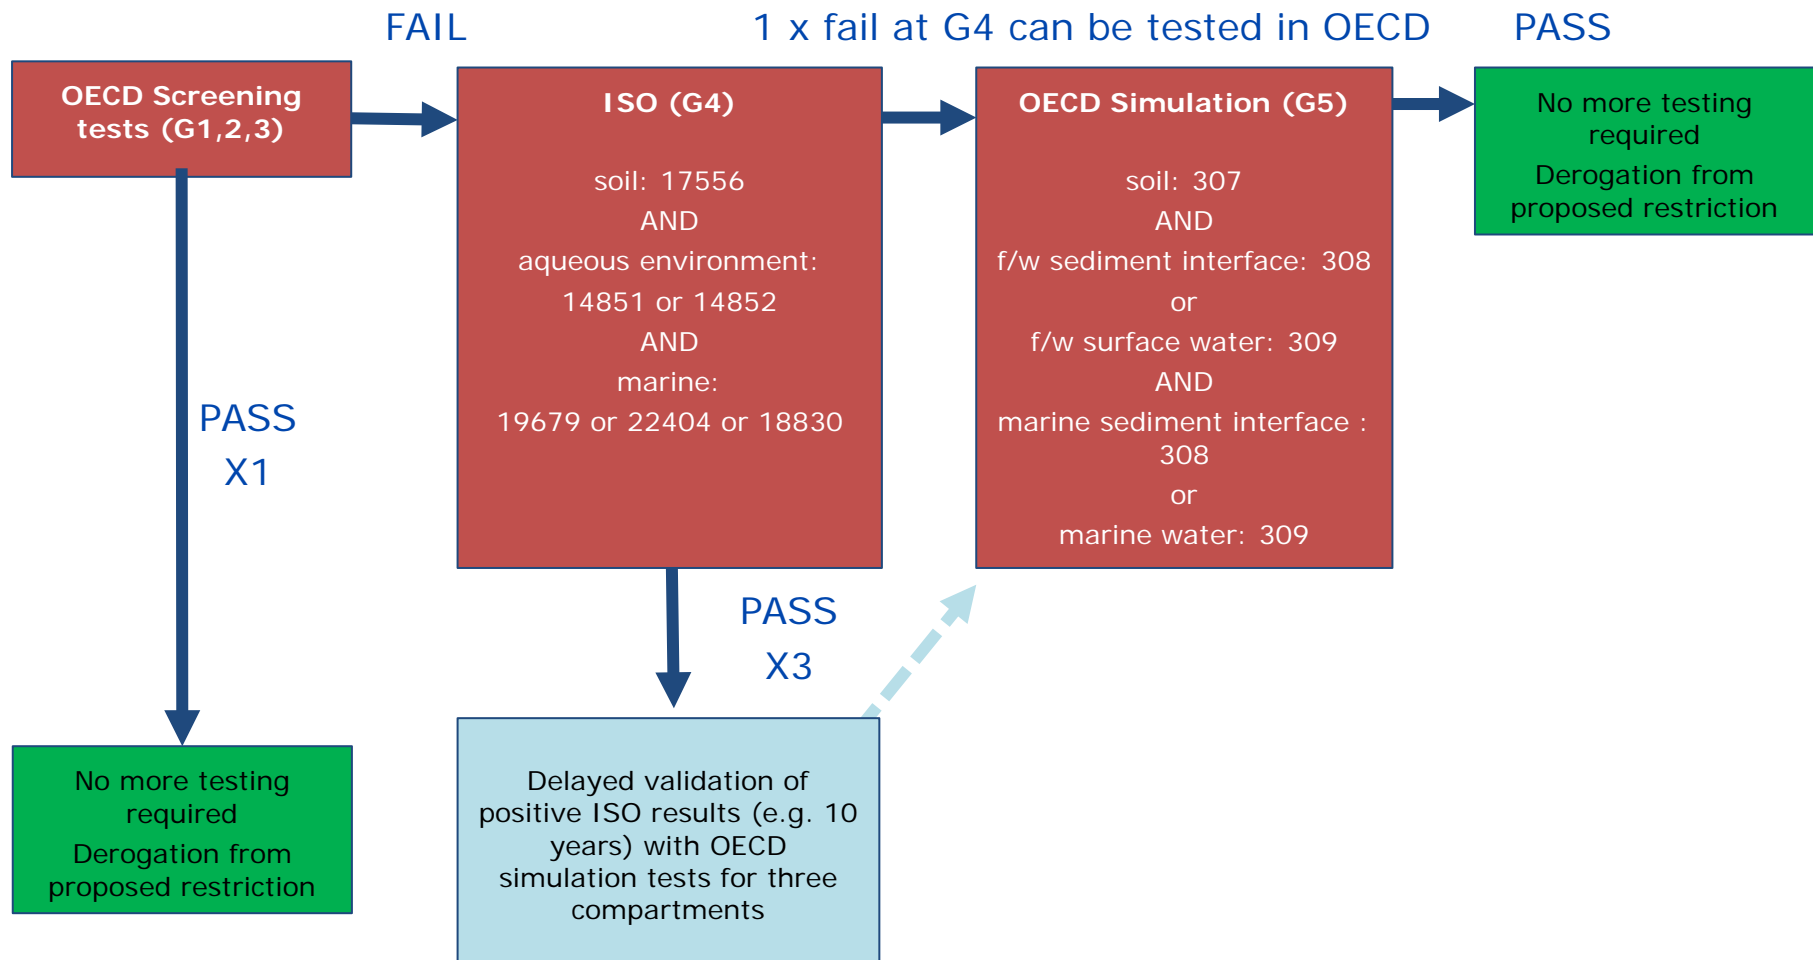 FAIL
1 x fail at G4 can be tested in OECD
PASS
OECD Screening
tests (G1,2,3)
ISO (G4)
soil: 17556
AND
aqueous environment:
14851 or 14852
AND
marine:
19679 or 22404 or 18830
OECD Simulation (G5)
soil: 307
AND
f/w sediment interface: 308
or
f/w surface water: 309
AND
marine sediment interface :
308
or
marine water: 309
No more testing
required
Derogation from
proposed restriction
PASS
X1
PASS
X3
No more testing
required
Derogation from
proposed restriction
Delayed validation of
positive ISO results (e.g. 10
years) with OECD
simulation tests for three
compartments